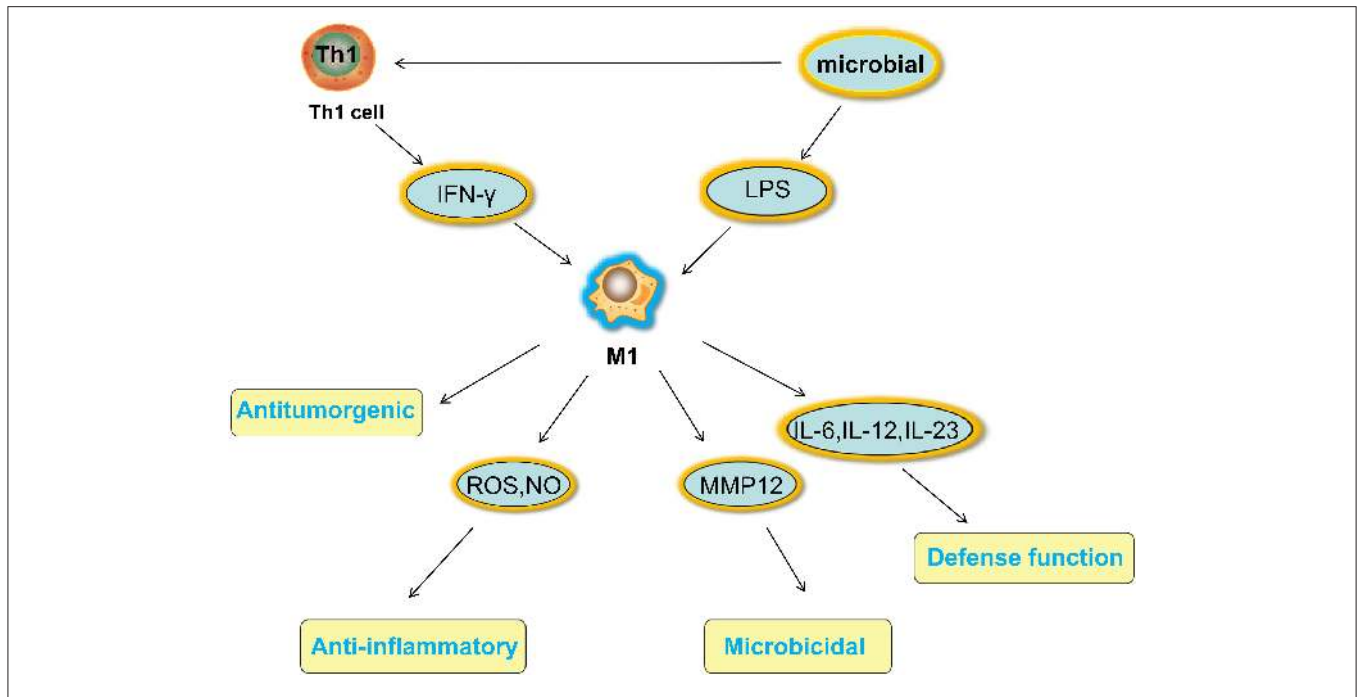 Th1
microbial
Th1 cell
IFN-γ
LPS
M1
Antitumorgenic
IL-6,IL-12,IL-23
ROS,NO
MMP12
Defense function
Anti-inflammatory
Microbicidal